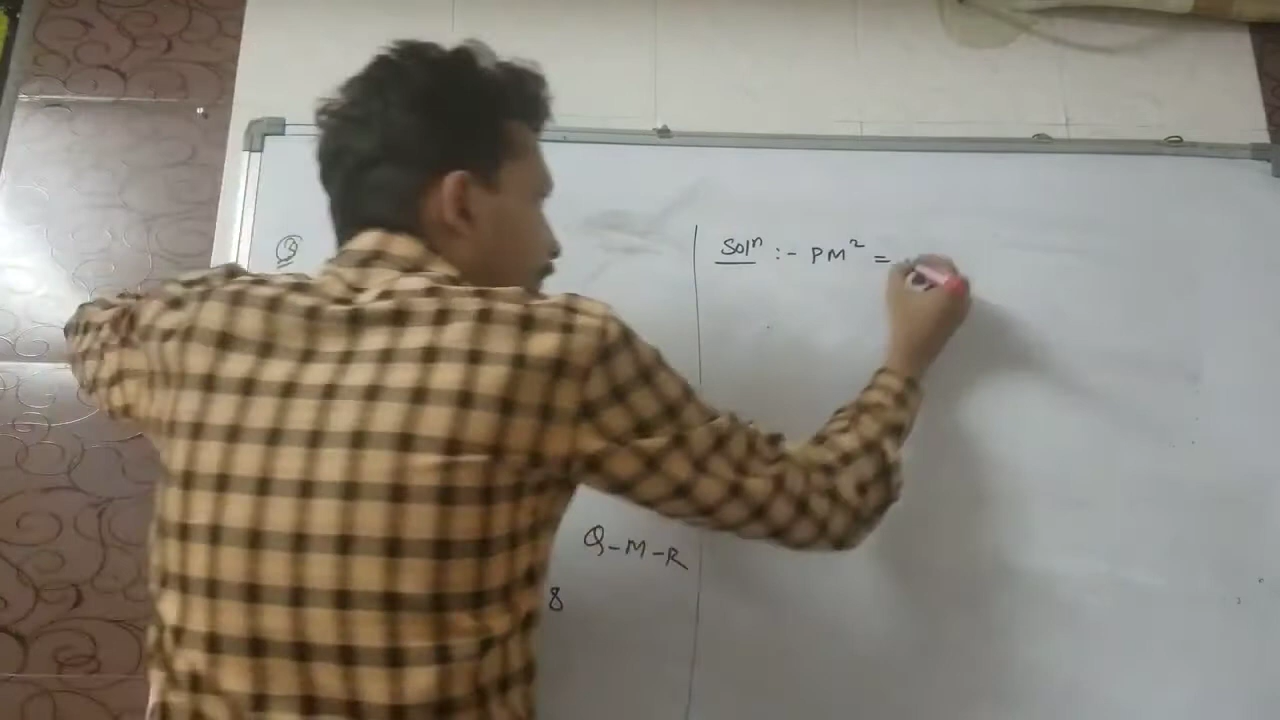 Q
Solⁿ :- PM² =
Q-M-R
8